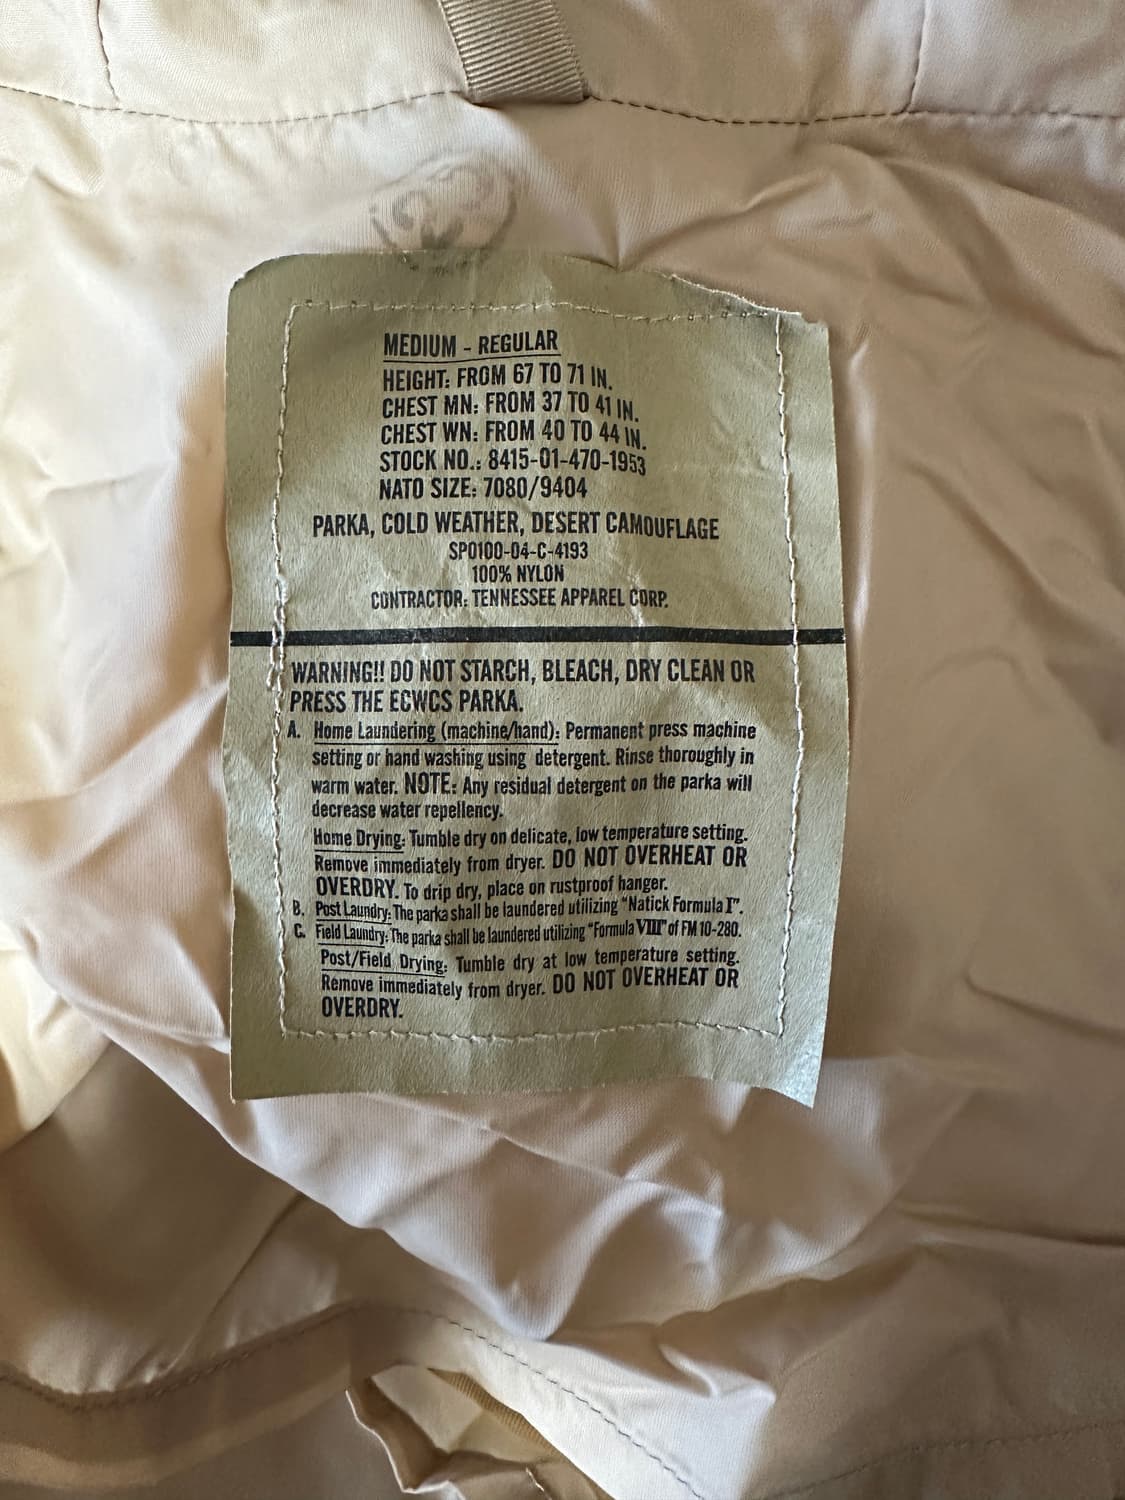 MEDIUM - REGULAR
HEIGHT: FROM 67 TO 71 IN.
CHEST MN: FROM 37 TO 41 IN.
CHEST WN: FROM 40 TO 44 IN.
STOCK NO.: 8415-01-470-1953
NATO SIZE: 7080/9404
PARKA, COLD WEATHER, DESERT CAMOUFLAGE
SP0100-04-C-4193
100% NYLON
CONTRACTOR: TENNESSEE APPAREL CORP.
WARNING!! DO NOT STARCH, BLEACH, DRY CLEAN OR
PRESS THE ECWCS PARKA.
A. Home Laundering (machine/hand): Permanent press machine
setting or hand washing using detergent. Rinse thoroughly in
warm water. NOTE: Any residual detergent on the parka will
decrease water repellency.
Home Drying: Tumble dry on delicate, low temperature setting.
Remove immediately from dryer. DO NOT OVERHEAT OR
OVERDRY. To drip dry, place on rustproof hanger.
B. Post Laundry: The parka shall be laundered utilizing "Natick Formula I".
C. Field Laundry: The parka shall be laundered utilizing "Formula VIII" of FM 10-280.
Post/Field Drying: Tumble dry at low temperature setting.
Remove immediately from dryer. DO NOT OVERHEAT OR
OVERDRY.